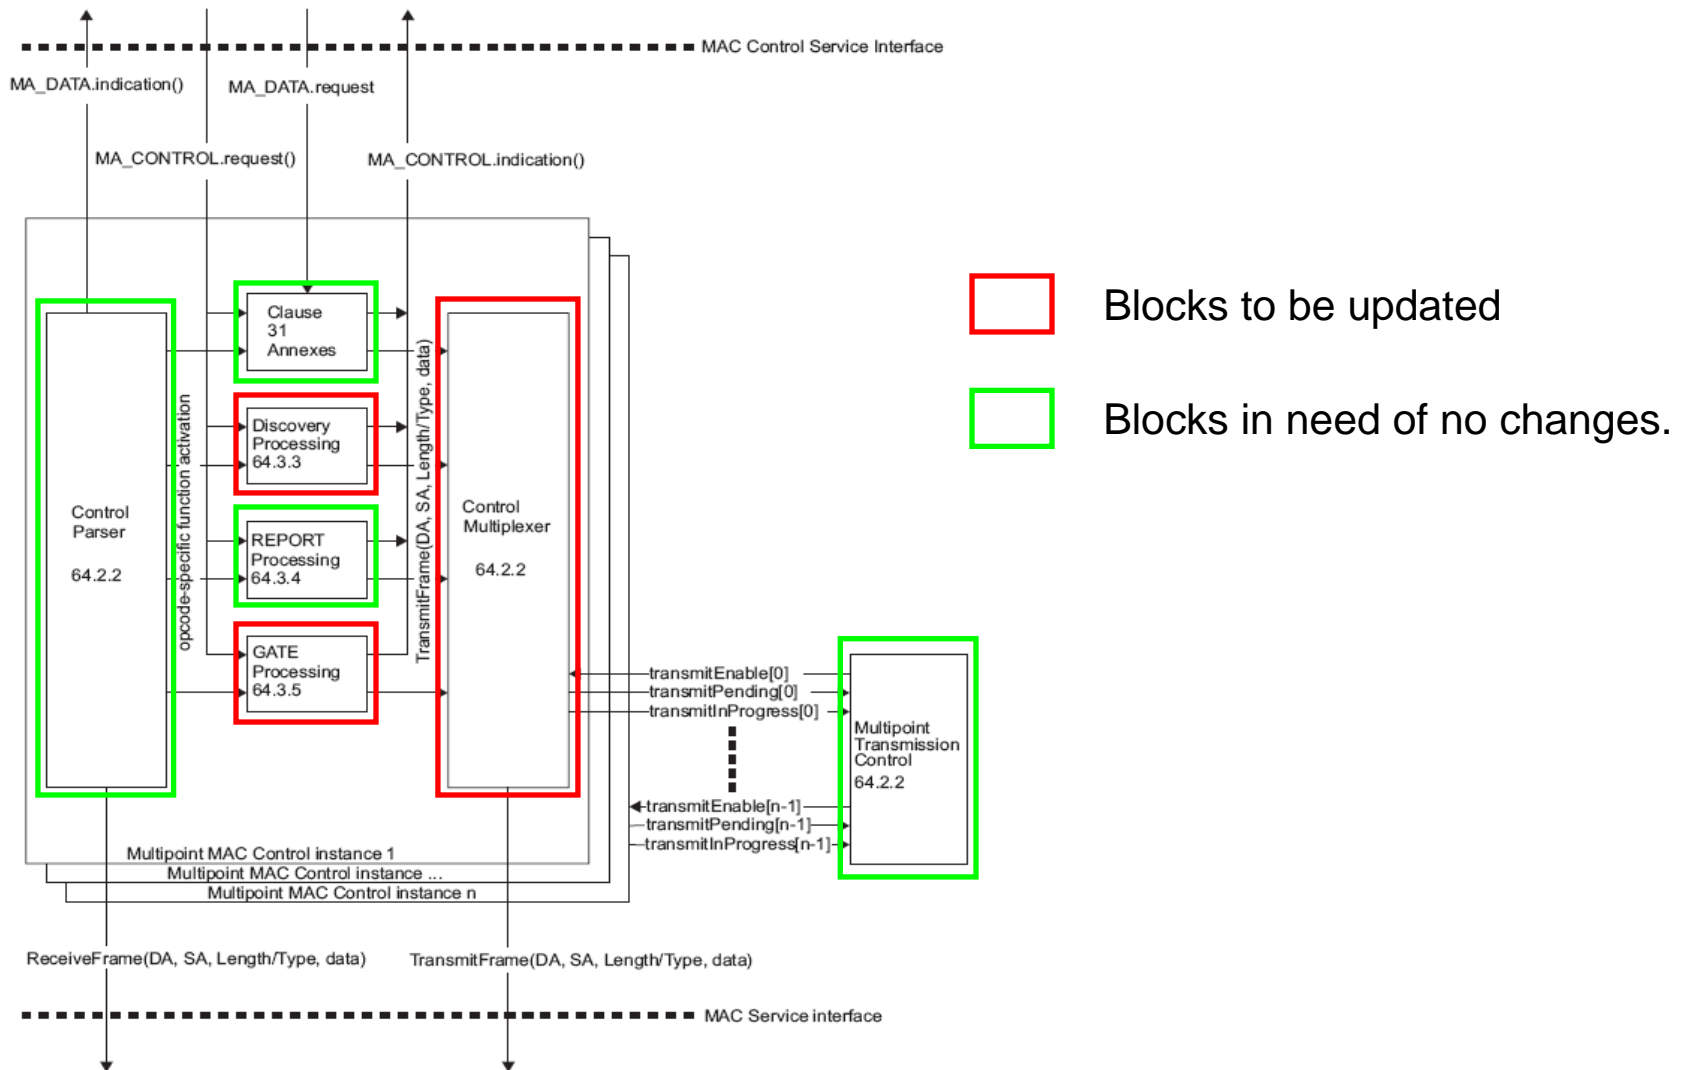 MAC Control Service Interface
MA_DATA.indication()
MA_DATA.request
MA_CONTROL.request()
MA_CONTROL.indication()
Clause
31
Annexes
Discovery
Processing
64.3.3
REPORT
Processing
64.3.4
GATE
Processing
64.3.5
Control
Parser
64.2.2
opcode-specific function activation
TransmitFrame(DA, SA, Length/Type, data)
Control
Multiplexer
64.2.2
transmitEnable[0]
transmitPending[0]
transmitInProgress[0]
transmitEnable[n-1]
transmitPending[n-1]
transmitInProgress[n-1]
Multipoint
Transmission
Control
64.2.2
Multipoint MAC Control instance 1
Multipoint MAC Control instance ...
Multipoint MAC Control instance n
ReceiveFrame(DA, SA, Length/Type, data)
TransmitFrame(DA, SA, Length/Type, data)
MAC Service interface
Blocks to be updated
Blocks in need of no changes.